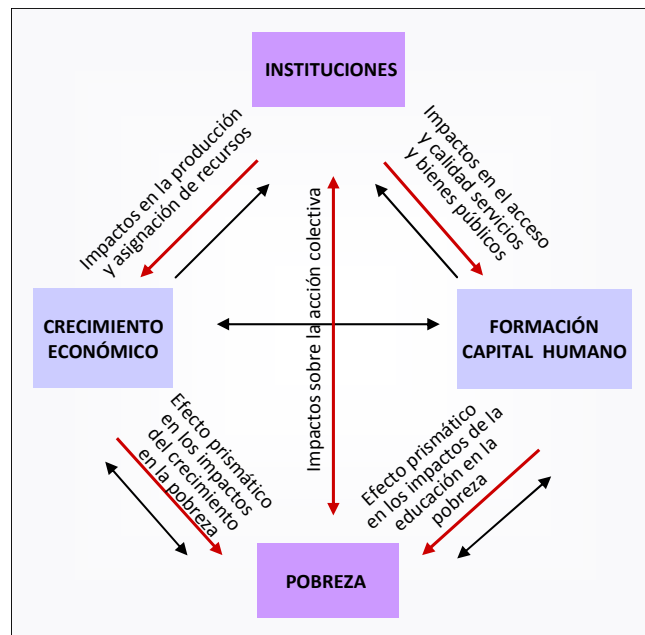 INSTITUCIONES
Impactos en la producción
y asignación de recursos
Impactos en el acceso
y calidad servicios
y bienes públicos
Impactos sobre la acción colectiva
CRECIMIENTO
ECONÓMICO
FORMACIÓN
CAPITAL HUMANO
Efecto prismático
en los impactos
del crecimiento
en la pobreza
Efecto prismático
en los impactos de la
educación en la
pobreza
POBREZA